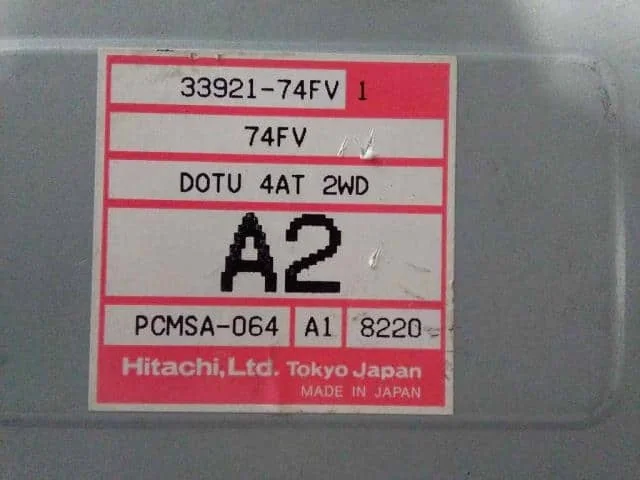 33921-74FV 1
74FV
DOTU 4AT 2WD
A2
PCMSA-064 A1 8220
Hitachi,Ltd. Tokyo Japan
MADE IN JAPAN